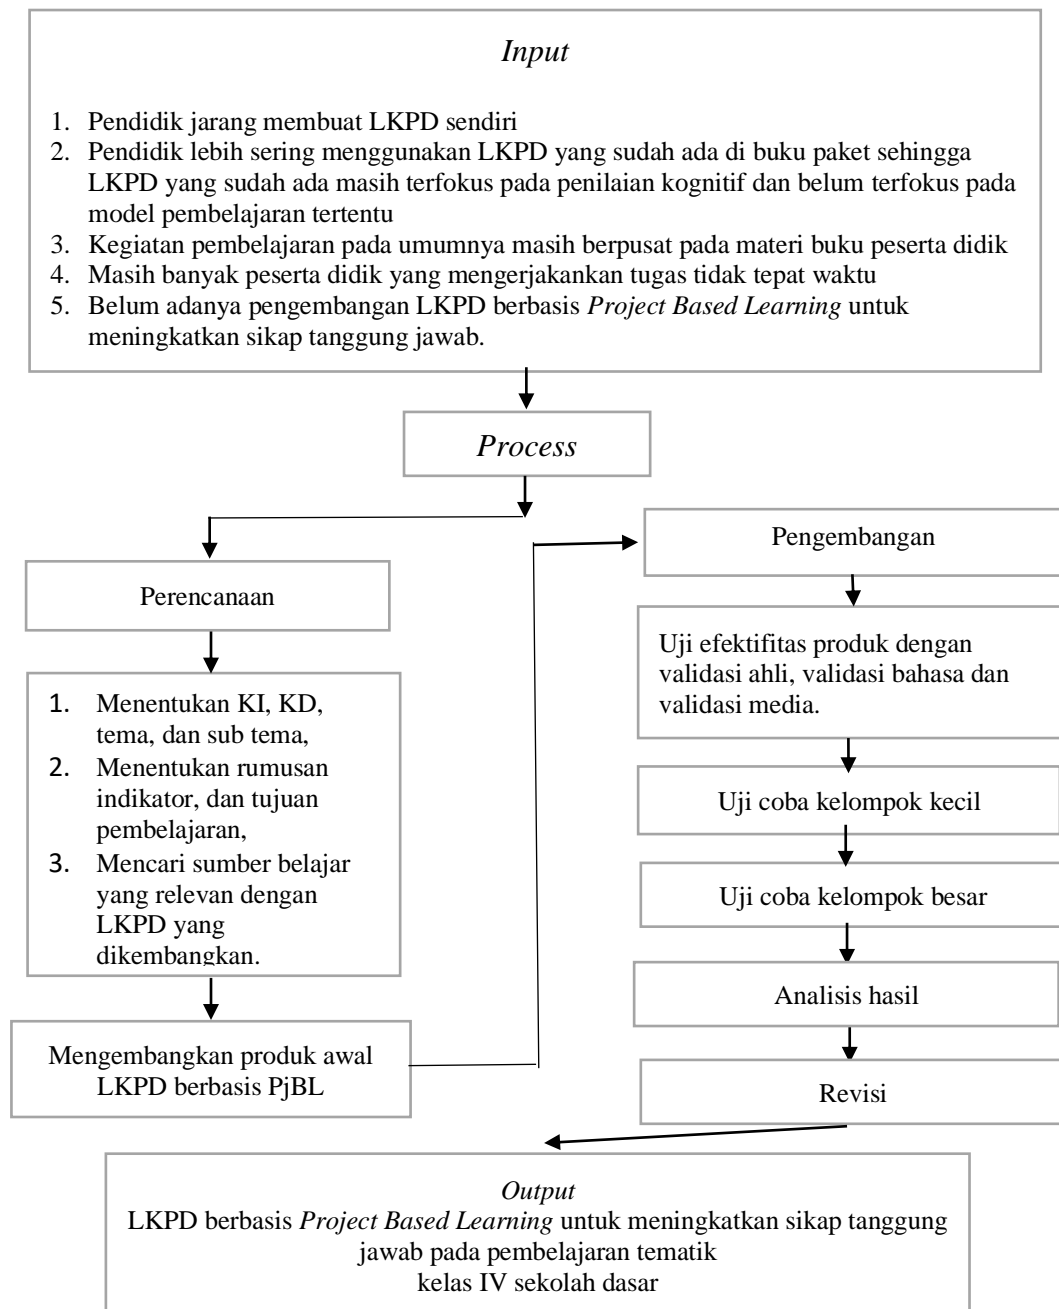 Input
1. Pendidik jarang membuat LKPD sendiri
2. Pendidik lebih sering menggunakan LKPD yang sudah ada di buku paket sehingga
LKPD yang sudah ada masih terfokus pada penilaian kognitif dan belum terfokus pada
model pembelajaran tertentu
3. Kegiatan pembelajaran pada umumnya masih berpusat pada materi buku peserta didik
4. Masih banyak peserta didik yang mengerjakankan tugas tidak tepat waktu
5. Belum adanya pengembangan LKPD berbasis Project Based Learning untuk
meningkatkan sikap tanggung jawab.
Process
Perencanaan
1. Menentukan KI, KD,
tema, dan sub tema,
2. Menentukan rumusan
indikator, dan tujuan
pembelajaran,
3. Mencari sumber belajar
yang relevan dengan
LKPD yang
dikembangkan.
Mengembangkan produk awal
LKPD berbasis PjBL
Pengembangan
Uji efektifitas produk dengan
validasi ahli, validasi bahasa dan
validasi media.
Uji coba kelompok kecil
Uji coba kelompok besar
Analisis hasil
Revisi
Output
LKPD berbasis Project Based Learning untuk meningkatkan sikap tanggung
jawab pada pembelajaran tematik
kelas IV sekolah dasar